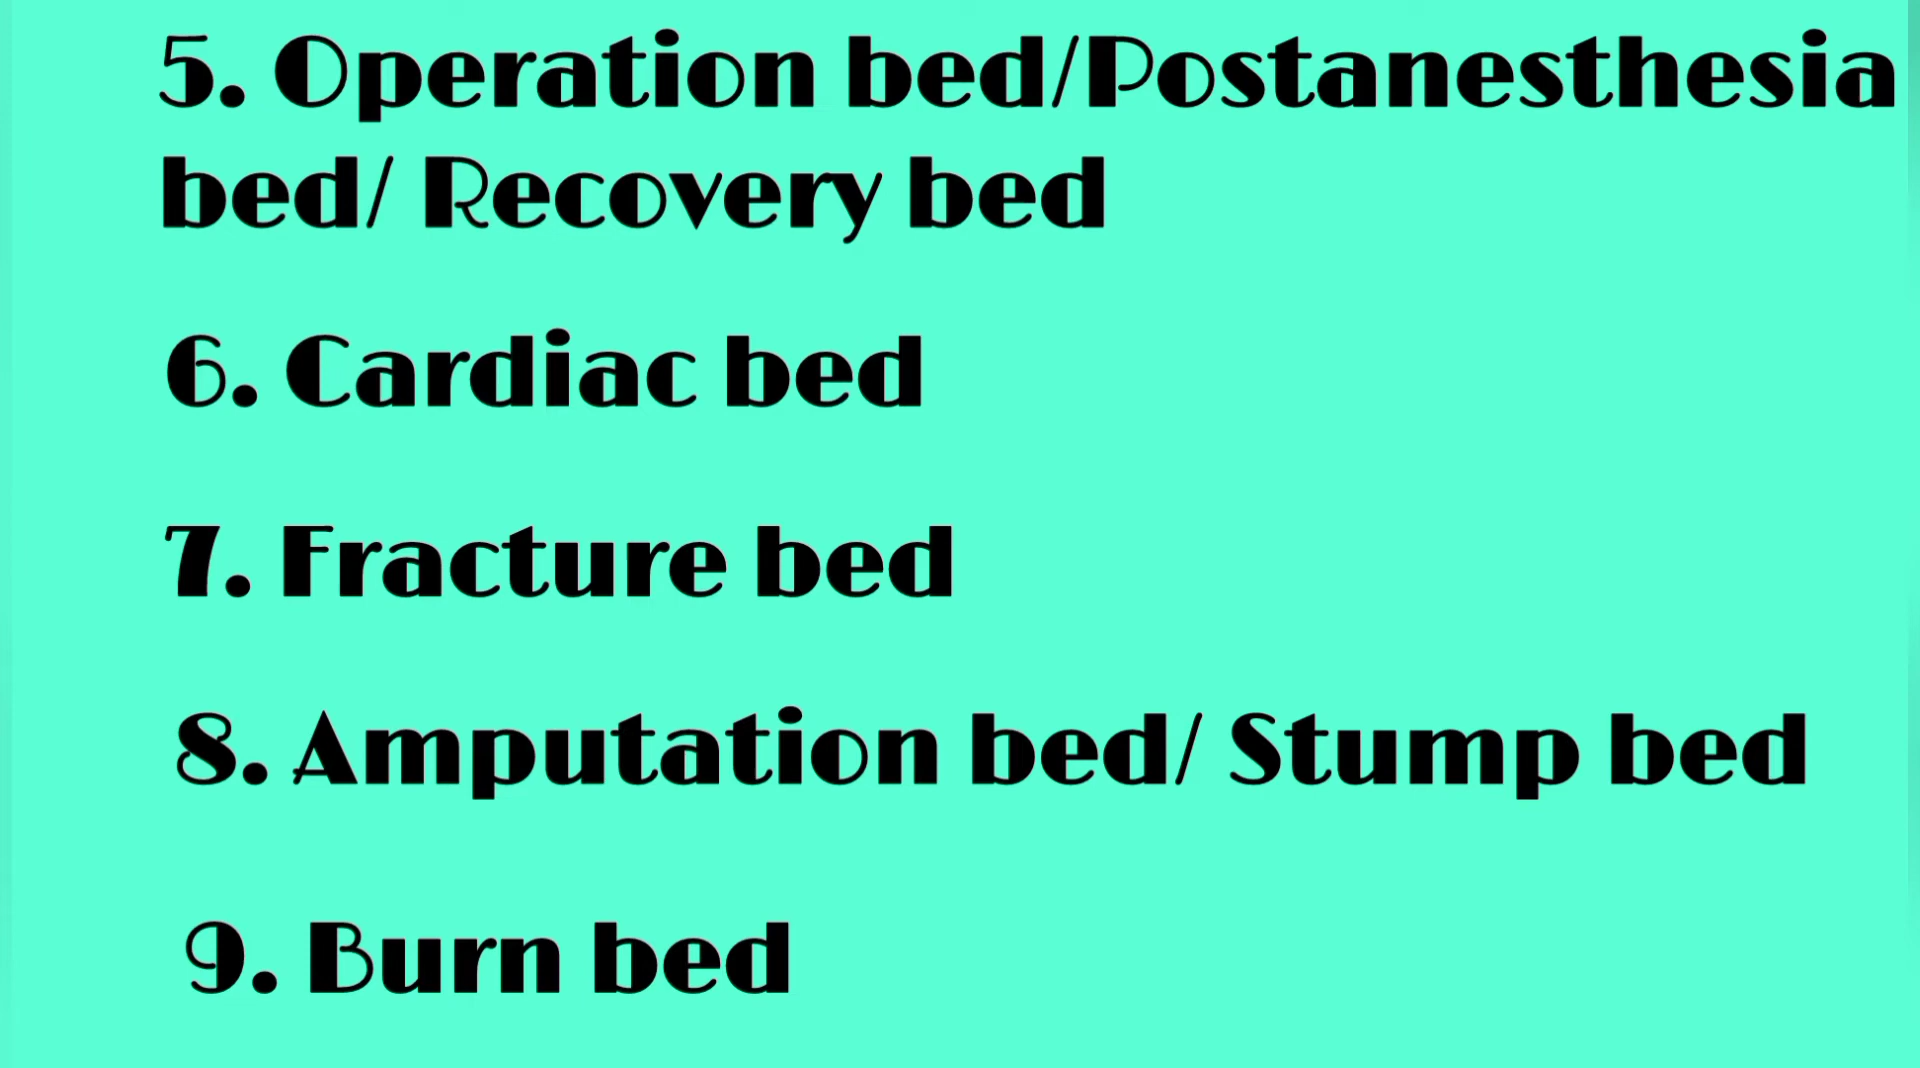 5. Operation bed/Postanesthesia
bed/ Recovery bed
6. Cardiac bed
7. Fracture bed
8. Amputation bed/ Stump bed
9. Burn bed